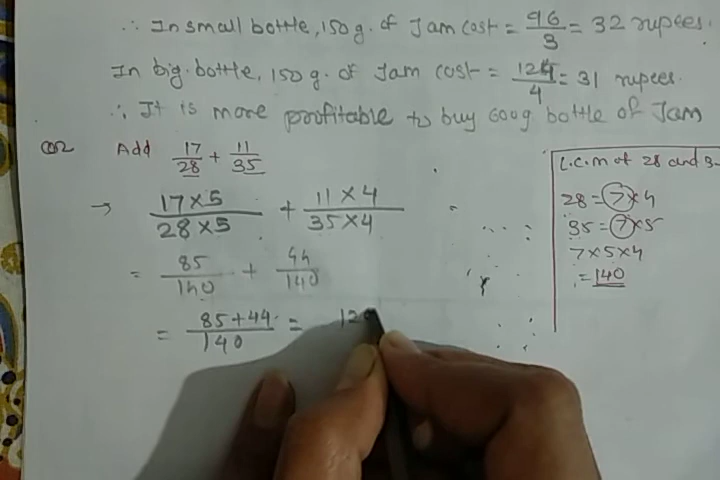 ∴ In small bottle, 150 g. of Jam cost = 96/3 = 32 rupees.
In big bottle, 150 g. of Jam cost = 124/4 = 31 rupees.
∴ It is more profitable to buy 600g bottle of Jam
Add 17/28 + 11/35
→ 17×5/28×5 + 11×4/35×4
= 85/140 + 44/140
= 85+44/140 = 12
L.C.M of 28 and
28 = 7×4
35 = 7×5
7×5×4
= 140